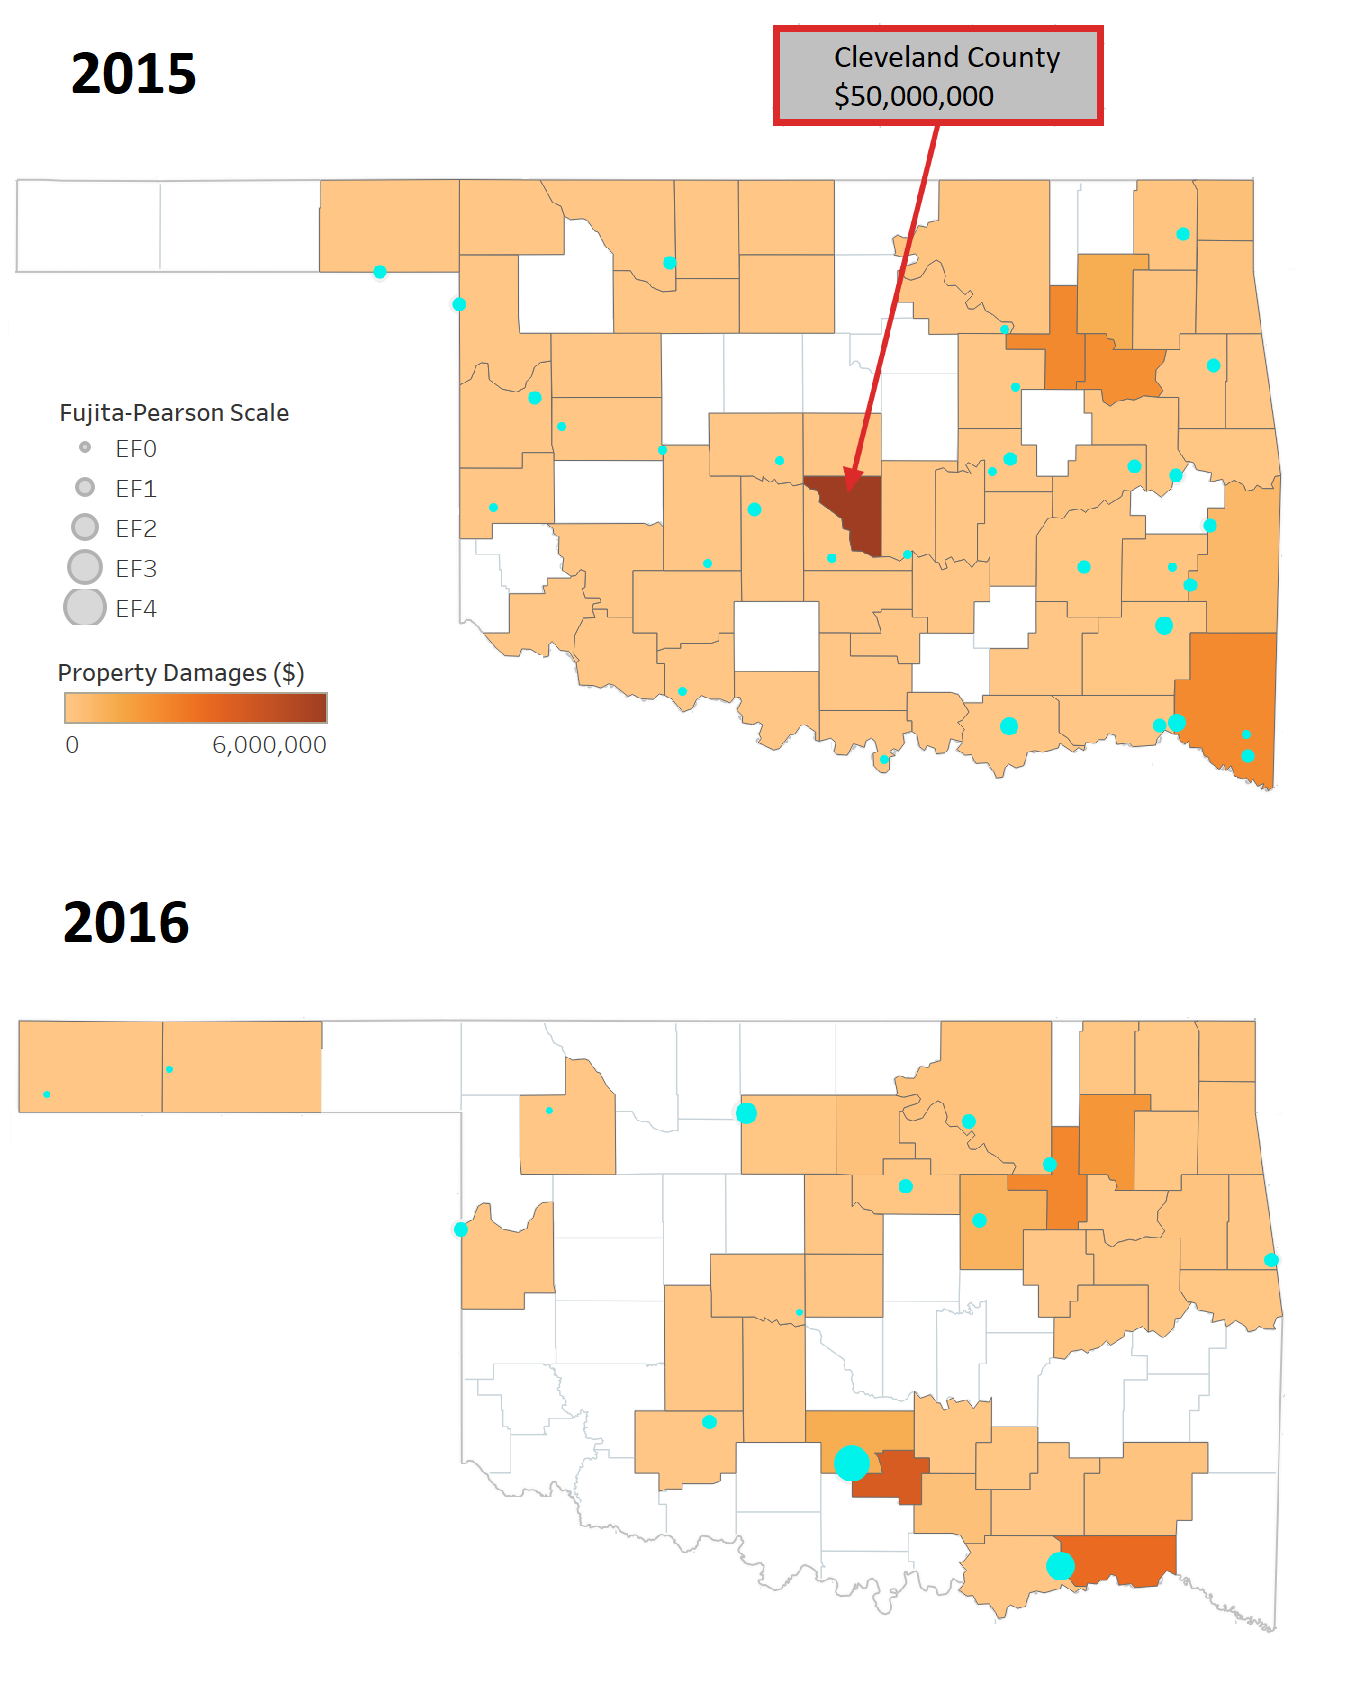 2015
Cleveland County
$50,000,000
Fujita-Pearson Scale
EF0
EF1
EF2
EF3
EF4
Property Damages ($)
0 6,000,000
2016